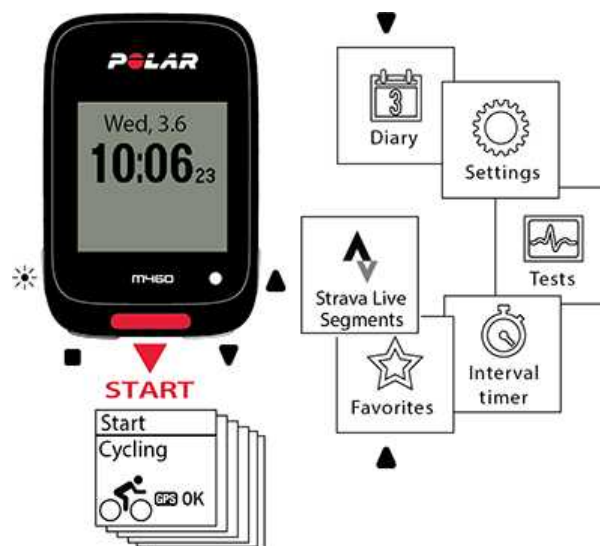 POLAR
Wed, 3.6
10:06 23
M460
START
Start
Cycling
GPS OK
3
Diary
Settings
Tests
Strava Live
Segments
Interval
timer
Favorites